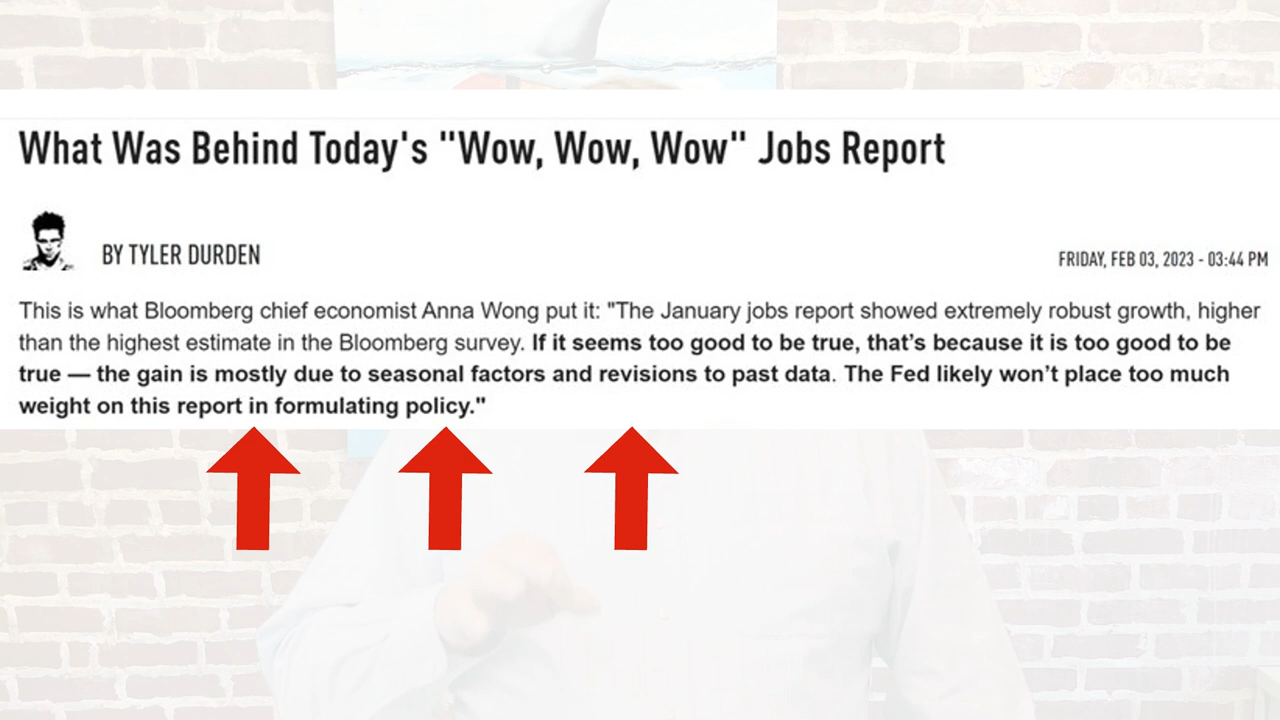 What Was Behind Today's "Wow, Wow, Wow" Jobs Report
BY TYLER DURDEN
FRIDAY, FEB 03, 2023 - 03:44 PM
This is what Bloomberg chief economist Anna Wong put it: "The January jobs report showed extremely robust growth, higher
than the highest estimate in the Bloomberg survey. If it seems too good to be true, that’s because it is too good to be
true — the gain is mostly due to seasonal factors and revisions to past data. The Fed likely won’t place too much
weight on this report in formulating policy."